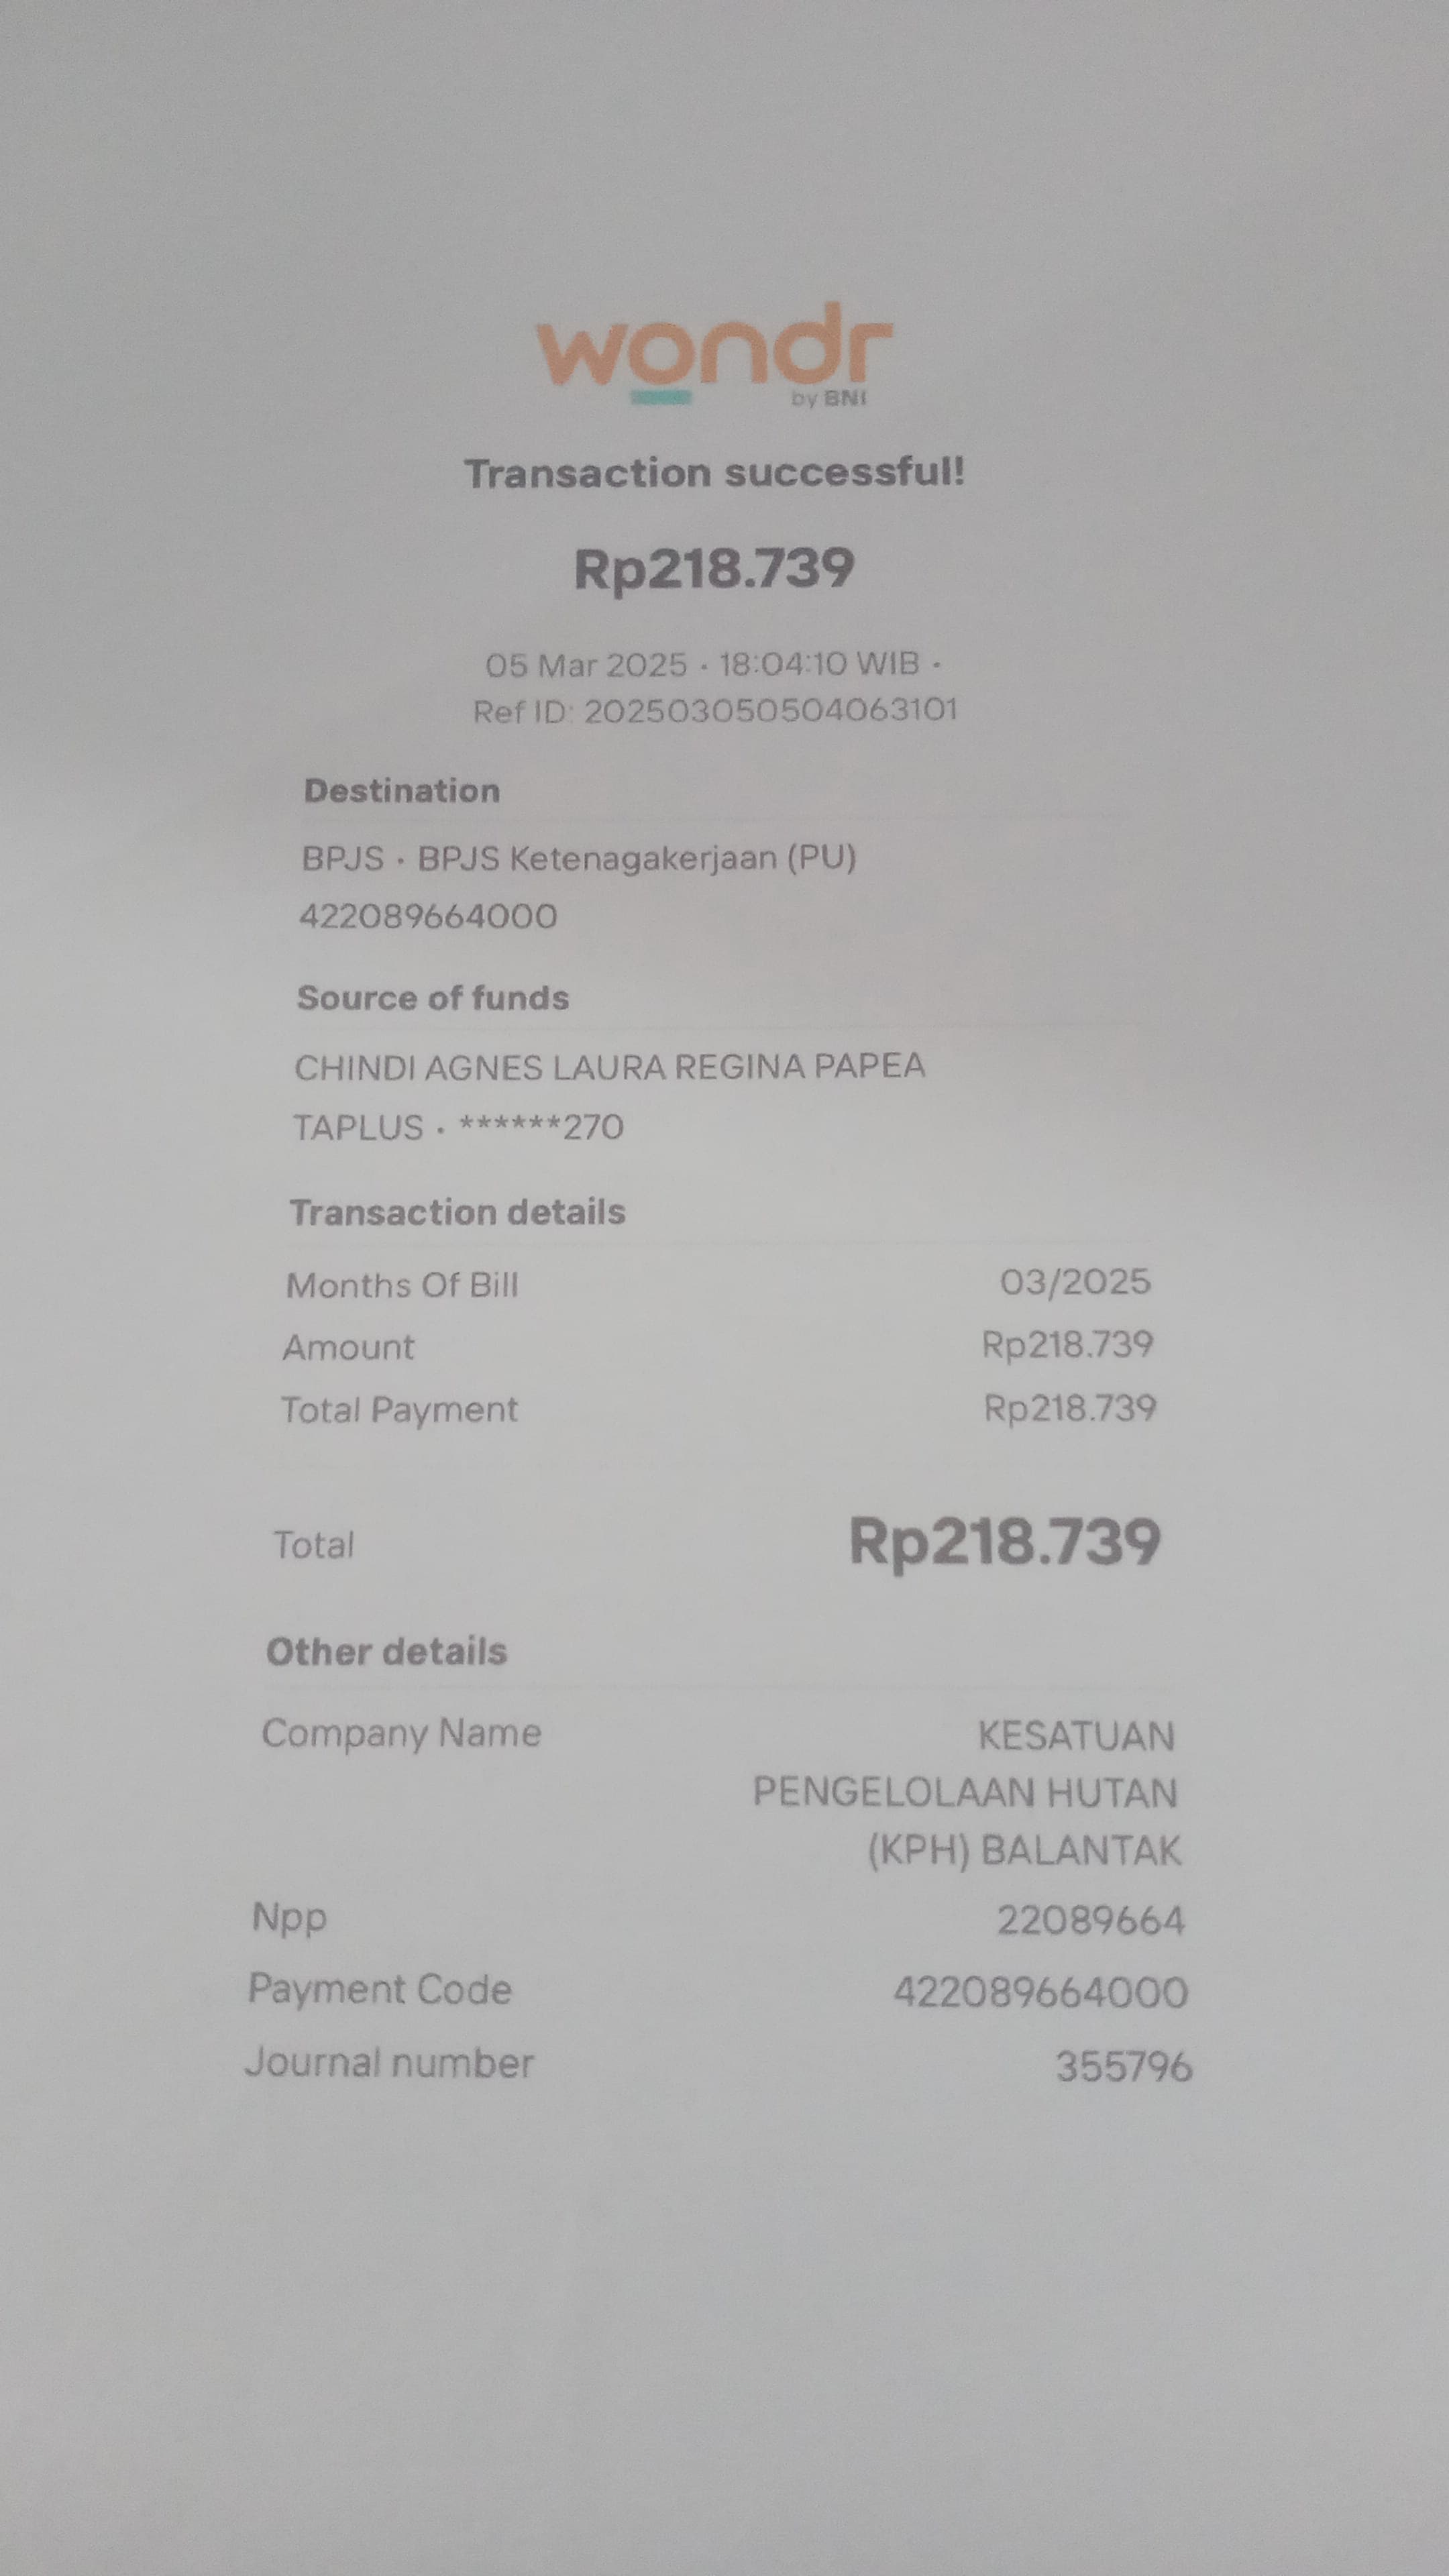 wondr
by BNI
Transaction successful!
Rp218.739
05 Mar 2025 · 18:04:10 WIB ·
Ref ID: 20250305050504063101
Destination
BPJS · BPJS Ketenagakerjaan (PU)
422089664000
Source of funds
CHINDI AGNES LAURA REGINA PAPEA
TAPLUS · ******270
Transaction details
Months Of Bill 03/2025
Amount Rp218.739
Total Payment Rp218.739
Total Rp218.739
Other details
Company Name KESATUAN
PENGELOLAAN HUTAN
(KPH) BALANTAK
Npp 22089664
Payment Code 422089664000
Journal number 355796